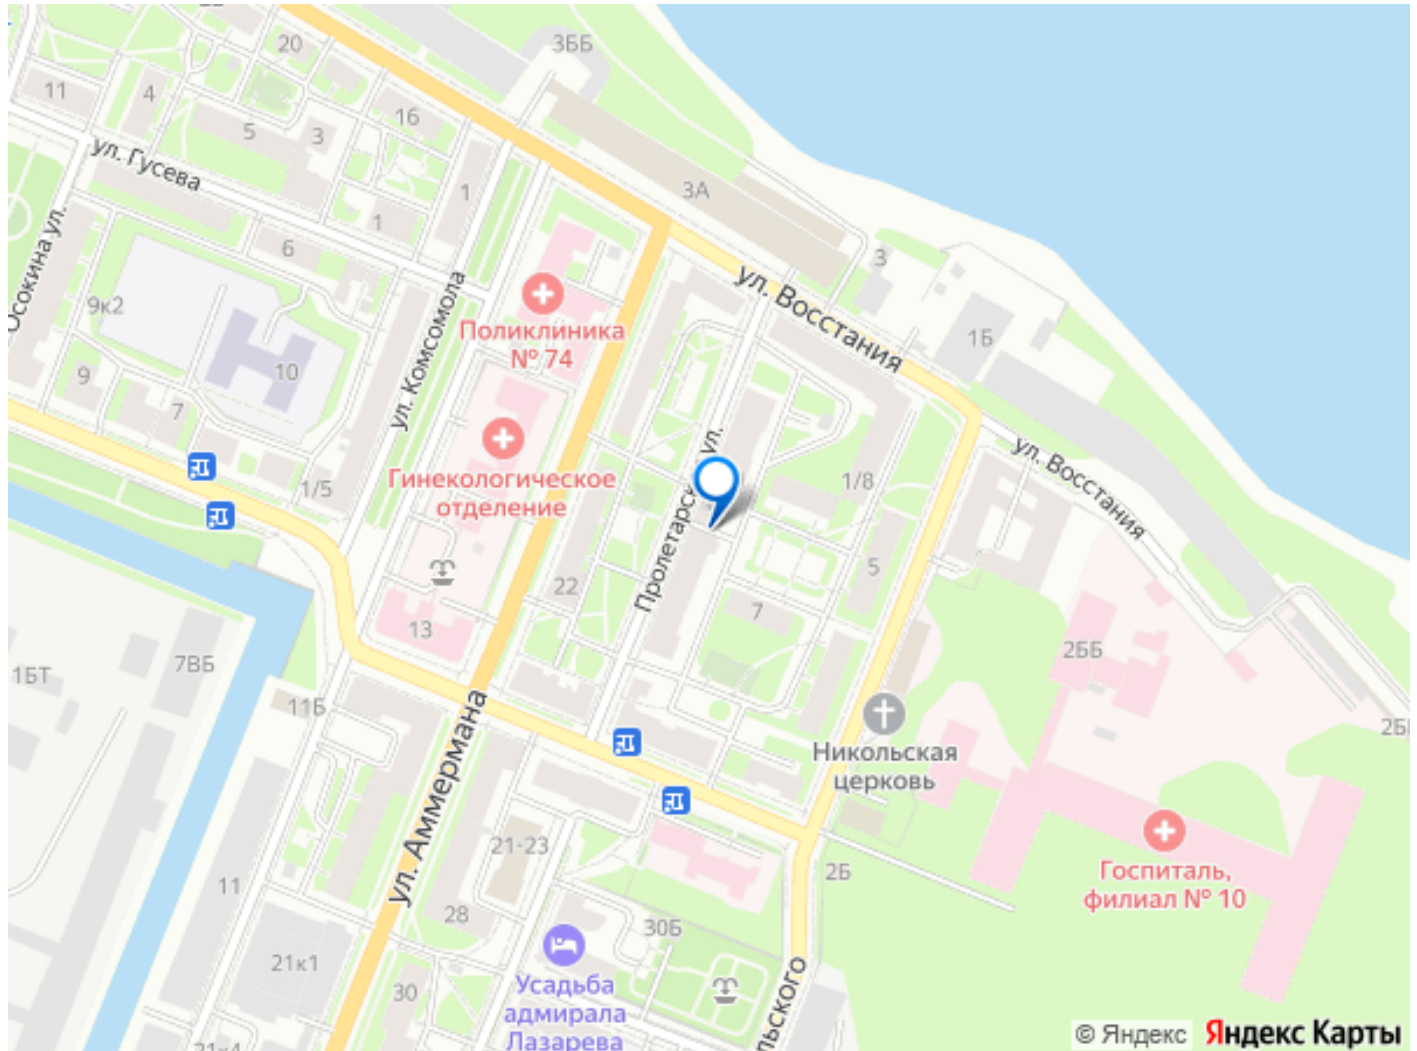 20
3ББ
11
4
16
5
3
ул. Гусева
3А
1
1
6
3
ул. Восстания
Осокина ул.
9к2
ул. Комсомола
Поликлиника
№ 74
1Б
10
9
7
Гинекологическое
отделение
1/5
1/8
ул. Восстания
Пролетарск
ул.
22
5
7
13
2ББ
7ВБ
1БТ
11Б
ул. Аммермана
Никольская
церковь
21-23
2Б
Госпиталь,
филиал № 10
11
28
30Б
21к1
Усадьба
адмирала
Лазарева
30
льского
© Яндекс
Яндекс Карты